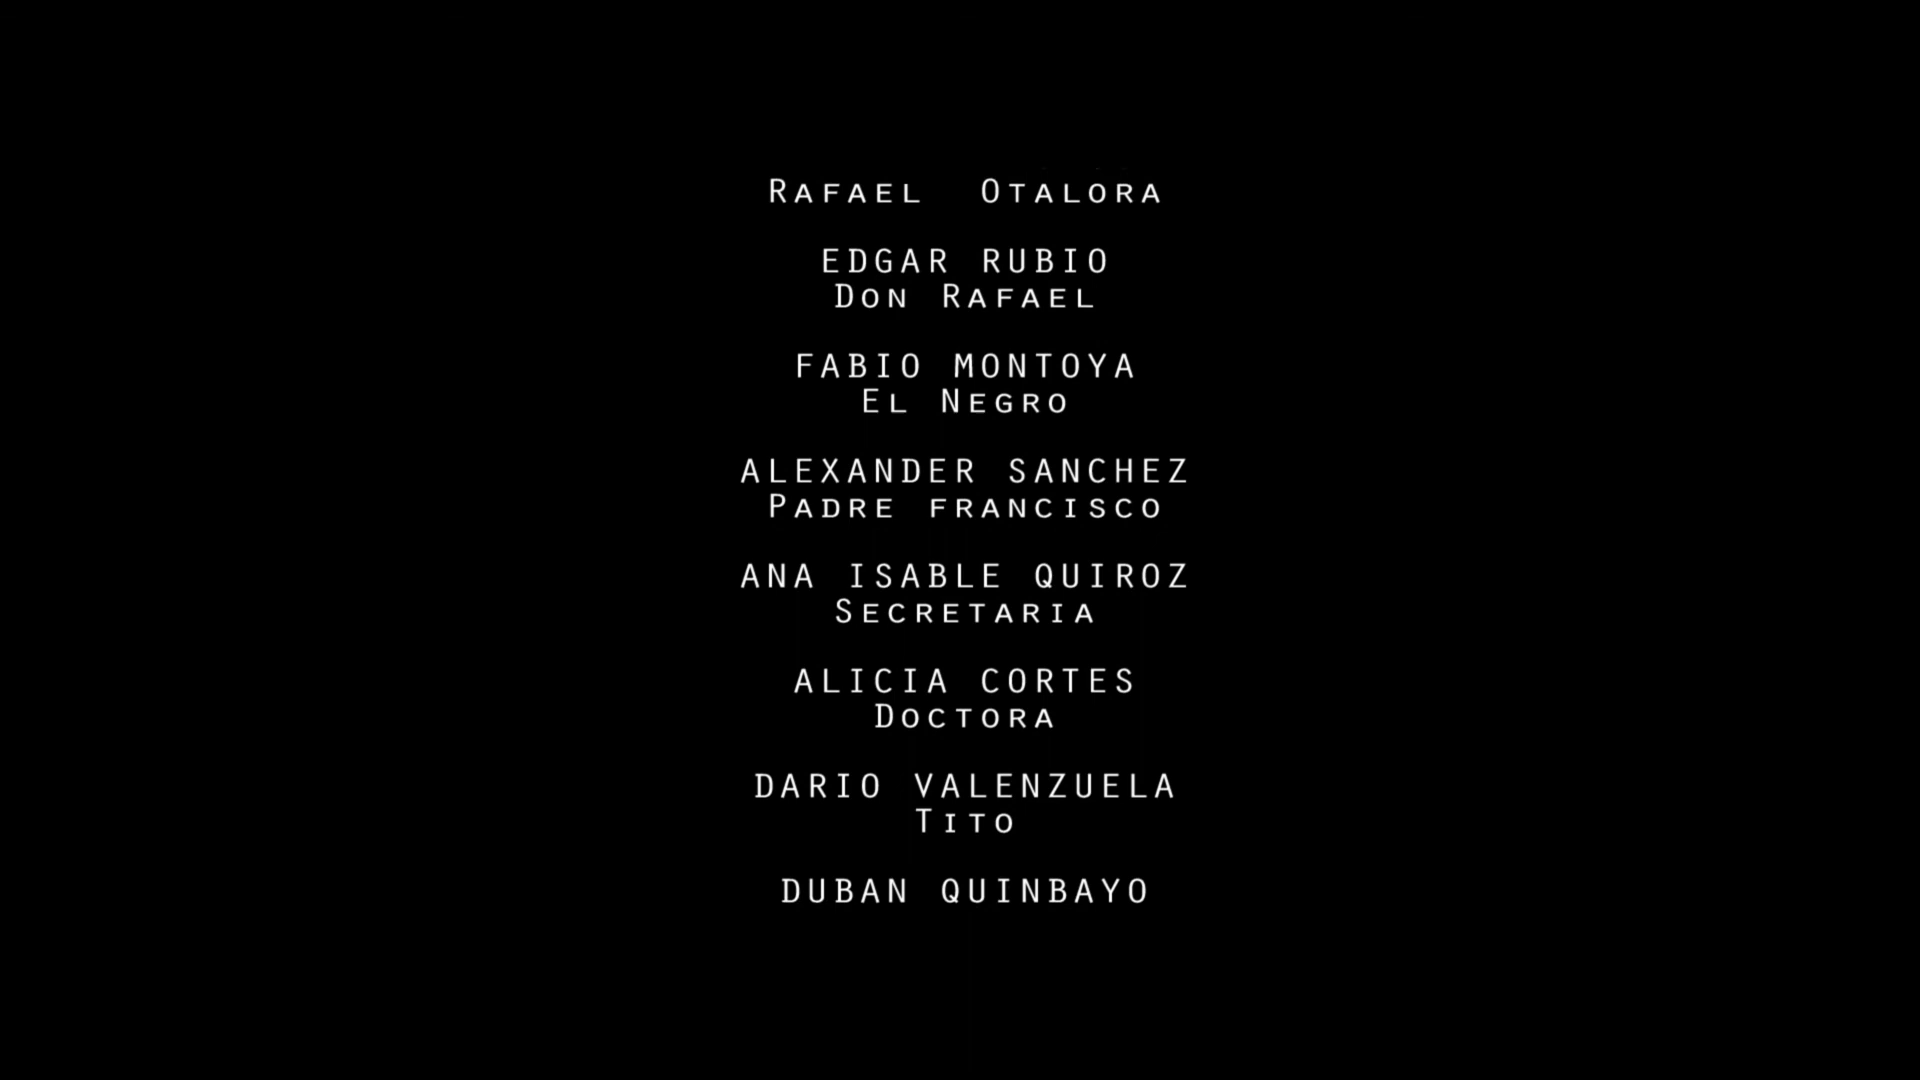 Rafael Otalora
EDGAR RUBIO
Don Rafael
FABIO MONTOYA
El Negro
ALEXANDER SANCHEZ
Padre francisco
ANA ISABLE QUIROZ
Secretaria
ALICIA CORTES
Doctora
DARIO VALENZUELA
Tito
DUBAN QUINBAYO